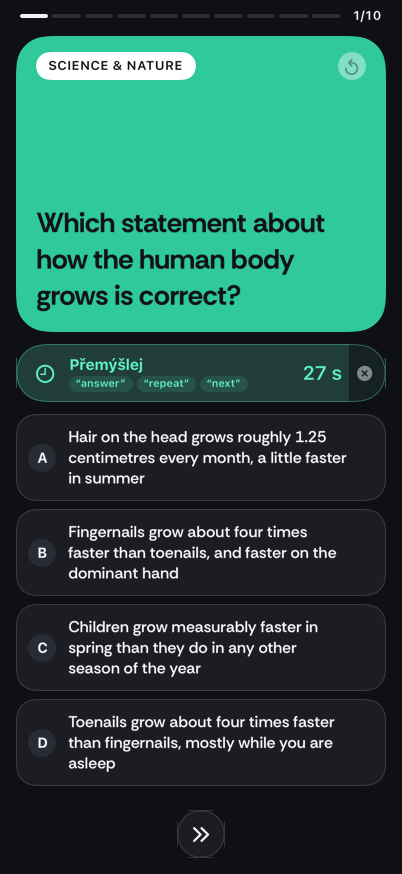 1/10
SCIENCE & NATURE
Which statement about
how the human body
grows is correct?
Přemýšlej
27 s
"answer" "repeat" "next"
A
Hair on the head grows roughly 1.25
centimetres every month, a little faster
in summer
B
Fingernails grow about four times
faster than toenails, and faster on the
dominant hand
C
Children grow measurably faster in
spring than they do in any other
season of the year
D
Toenails grow about four times faster
than fingernails, mostly while you are
asleep